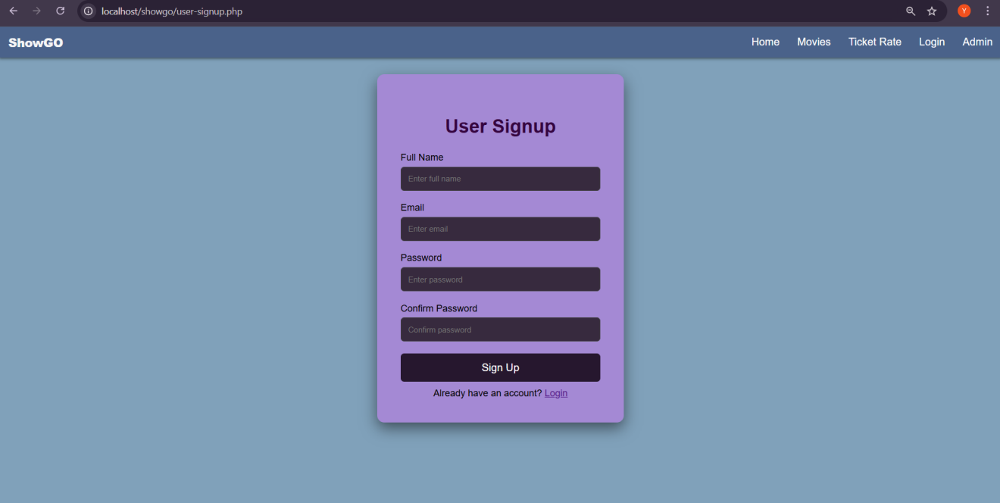 localhost/showgo/user-signup.php
Y
ShowGO
Home Movies Ticket Rate Login Admin
User Signup
Full Name
Enter full name
Email
Enter email
Password
Enter password
Confirm Password
Confirm password
Sign Up
Already have an account? Login